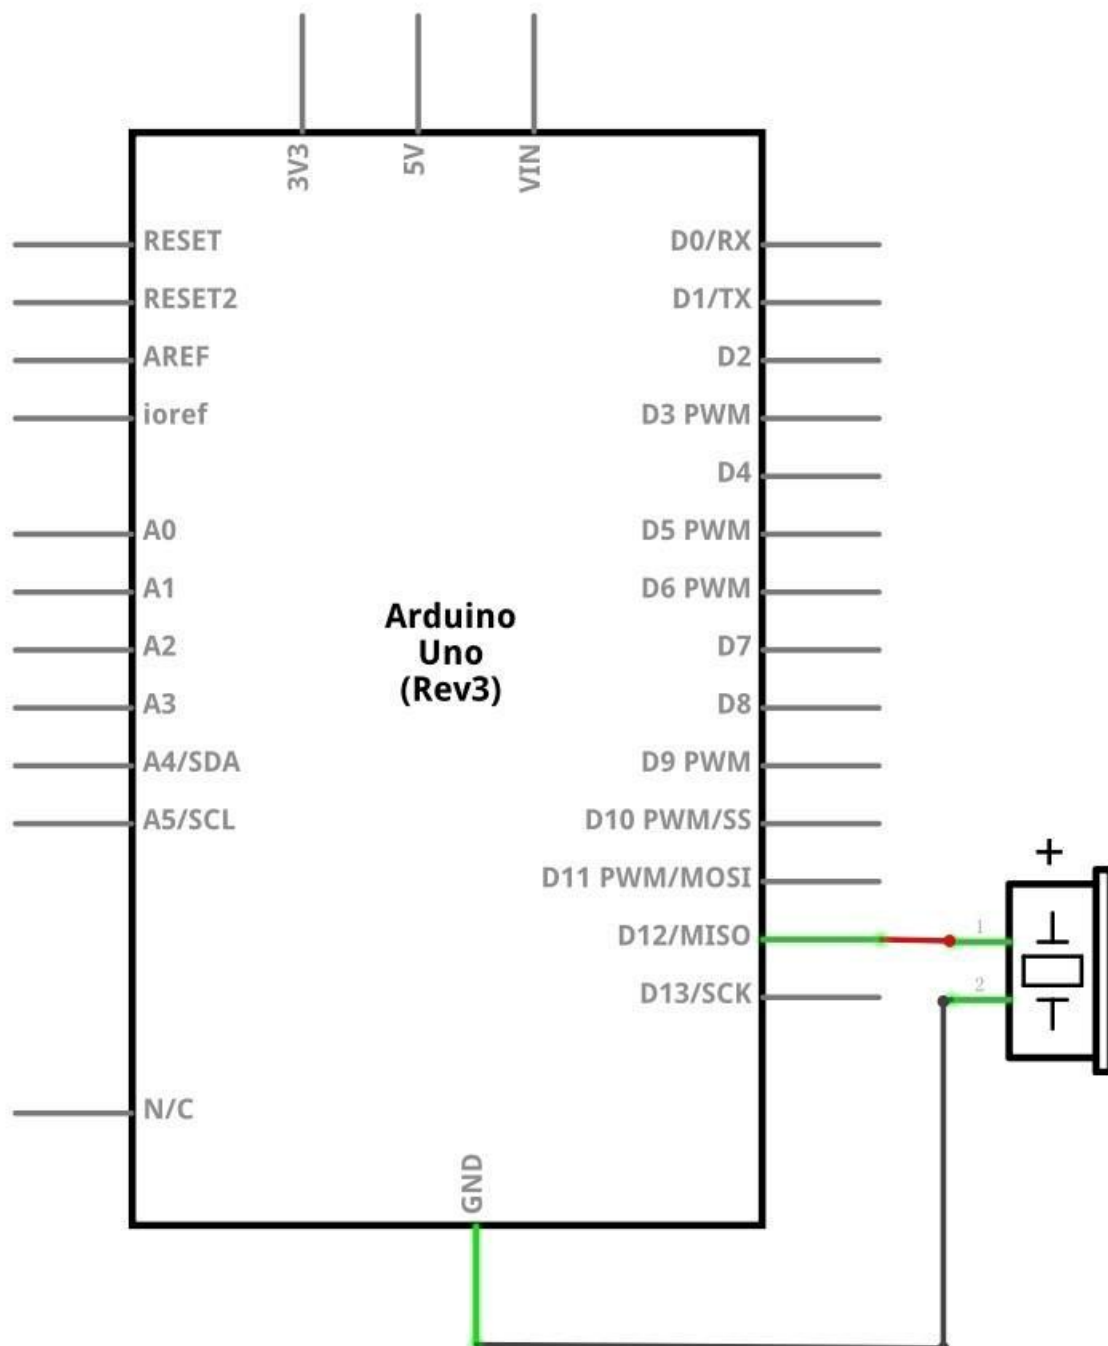 3V3
5V
VIN
RESET
RESET2
AREF
ioref
A0
A1
A2
A3
A4/SDA
A5/SCL
N/C
Arduino
Uno
(Rev3)
D0/RX
D1/TX
D2
D3 PWM
D4
D5 PWM
D6 PWM
D7
D8
D9 PWM
D10 PWM/SS
D11 PWM/MOSI
D12/MISO
D13/SCK
GND
+
1
2